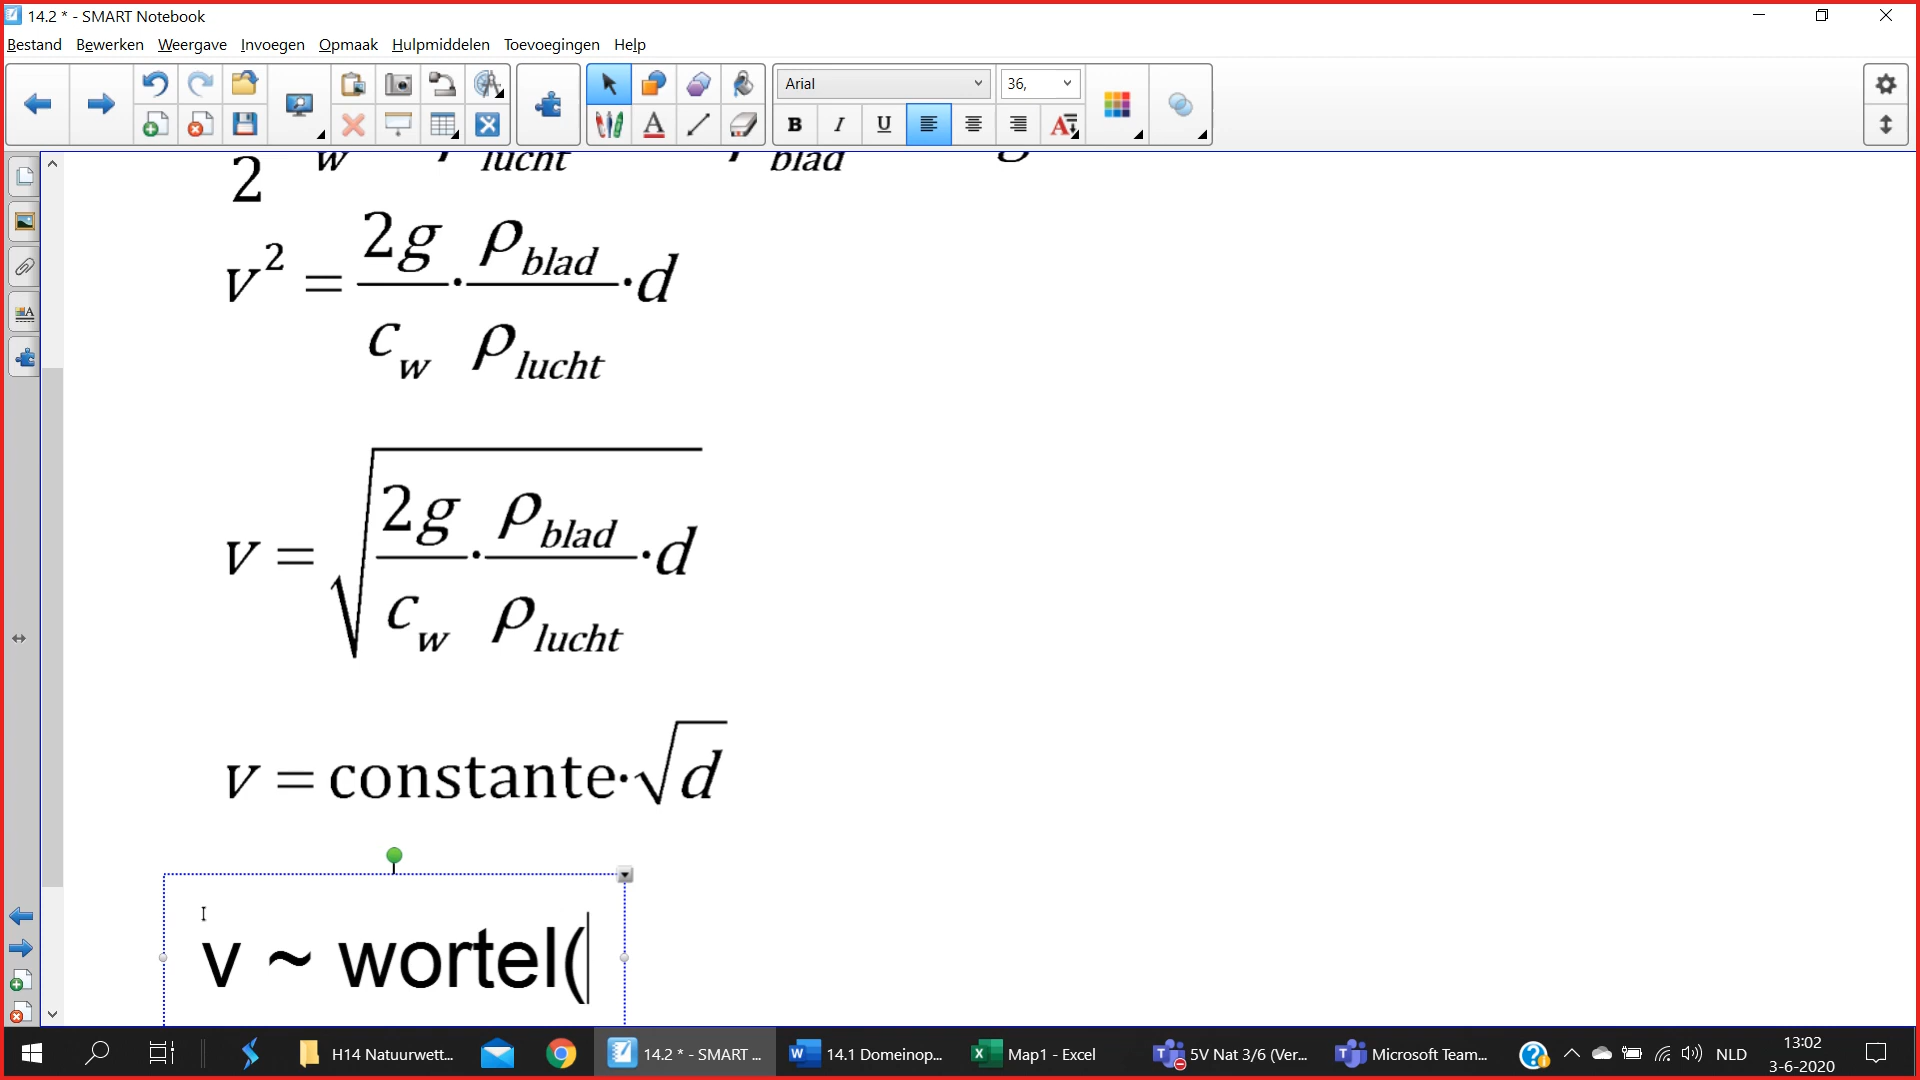 14.2 * - SMART Notebook
Bestand Bewerken Weergave Invoegen Opmaak Hulpmiddelen Toevoegingen Help
Arial 36,
B I U A
2 w lucht blad g
v² = 2g/c_w · ρ_blad/ρ_lucht · d
v = √(2g/c_w · ρ_blad/ρ_lucht · d)
v = constante·√d
v ~ wortel(
H14 Natuurwett... 14.2 * - SMART ... 14.1 Domeinop... Map1 - Excel 5V Nat 3/6 (Ver... Microsoft Team... NLD 13:02
3-6-2020